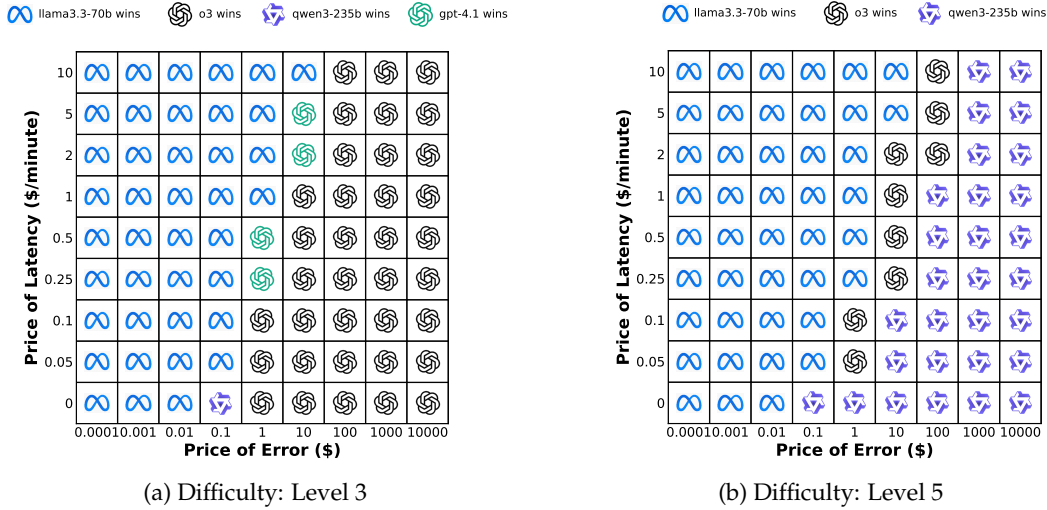 llama3.3-70b wins o3 wins qwen3-235b wins gpt-4.1 wins
Price of Latency ($/minute)
10
5
2
1
0.5
0.25
0.1
0.05
0
0.0001 0.001 0.01 0.1 1 10 100 1000 10000
Price of Error ($)
(a) Difficulty: Level 3
llama3.3-70b wins o3 wins qwen3-235b wins
Price of Latency ($/minute)
10
5
2
1
0.5
0.25
0.1
0.05
0
0.0001 0.001 0.01 0.1 1 10 100 1000 10000
Price of Error ($)
(b) Difficulty: Level 5